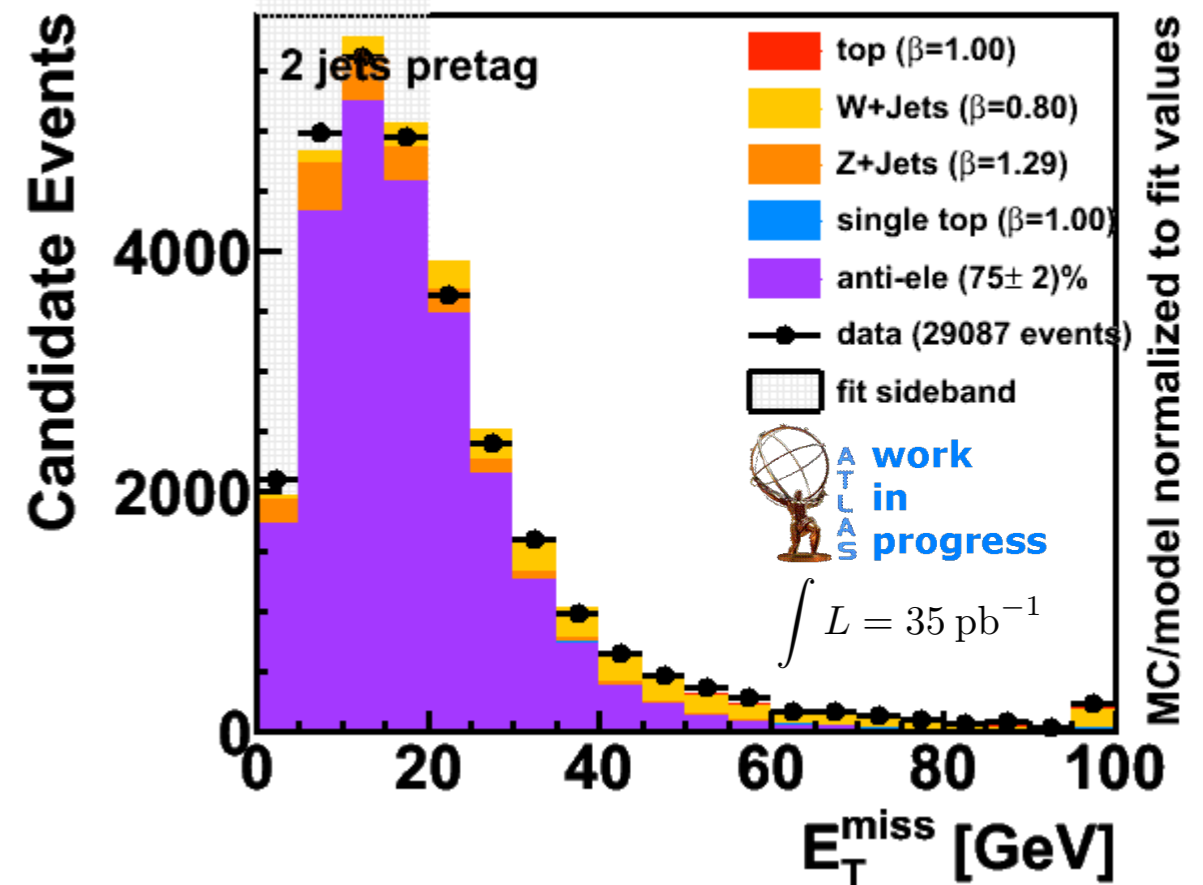 Candidate Events
2 jets pretag
top (β=1.00)
W+Jets (β=0.80)
Z+Jets (β=1.29)
single top (β=1.00)
anti-ele (75± 2)%
data (29087 events)
fit sideband
ATLAS
work
in
progress
∫ L = 35 pb⁻¹
4000
2000
0
0 20 40 60 80 100
E_T^miss [GeV]
MC/model normalized to fit values